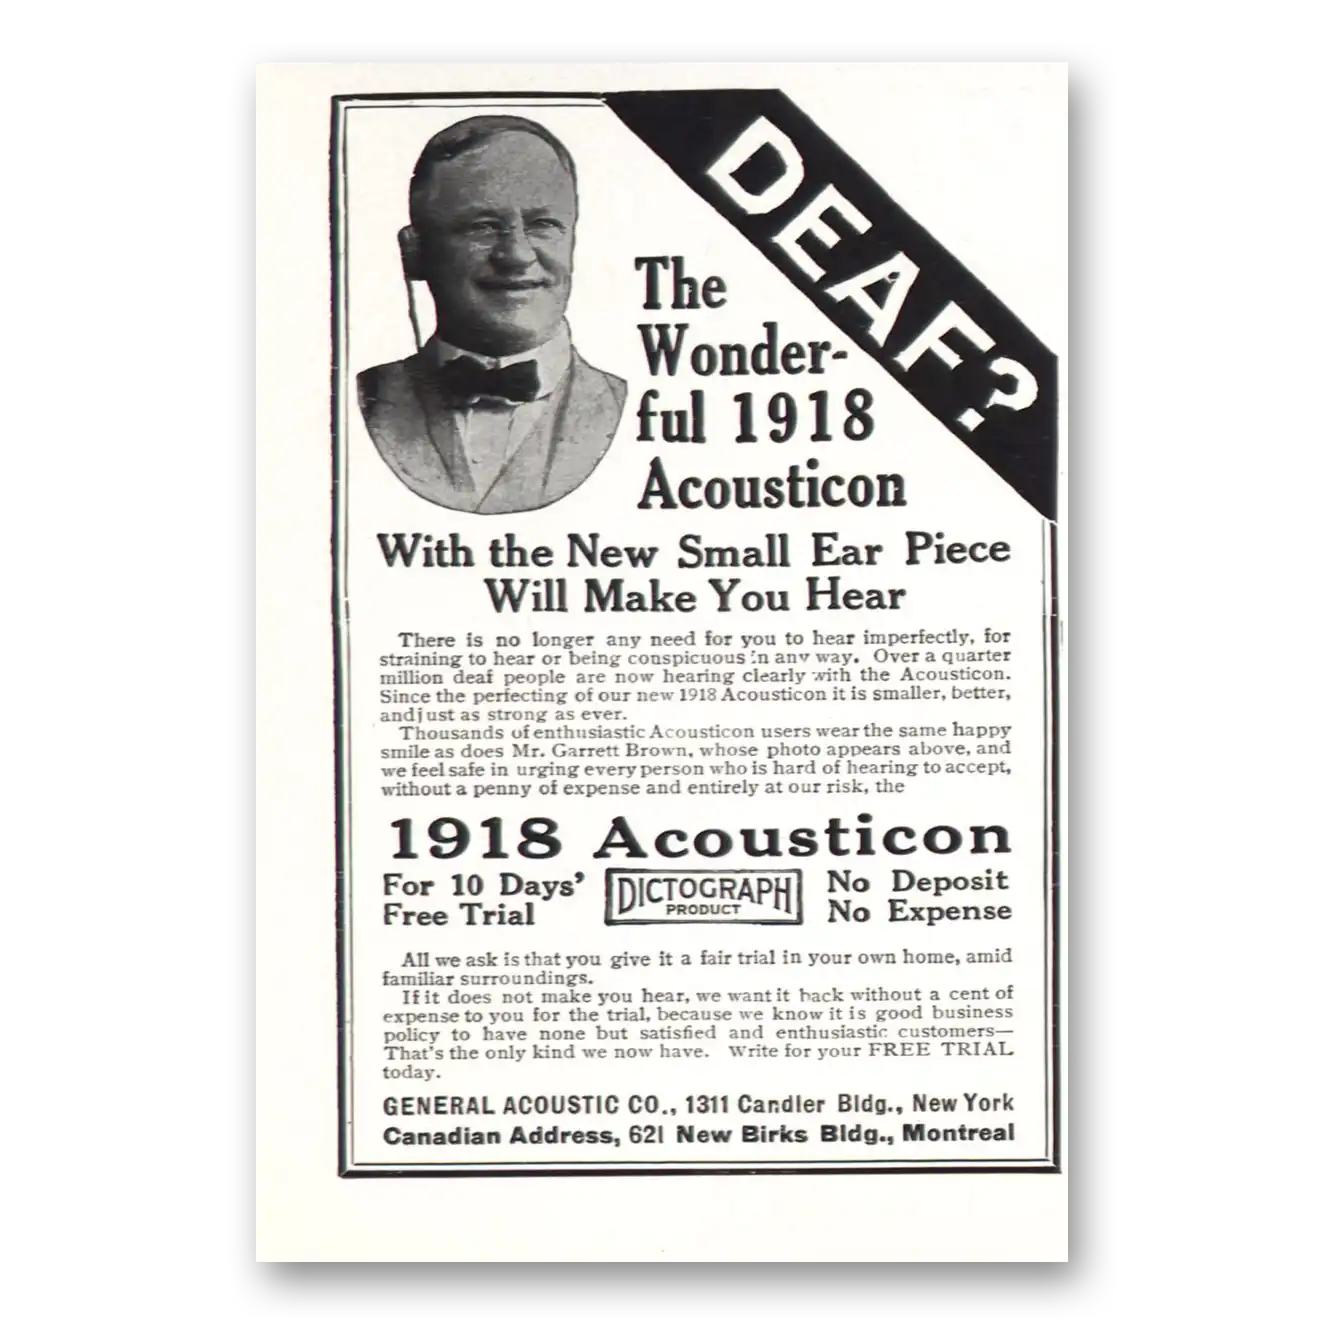 DEAF?
The
Wonder-
ful 1918
Acousticon
With the New Small Ear Piece
Will Make You Hear
There is no longer any need for you to hear imperfectly, for
straining to hear or being conspicuous in any way. Over a quarter
million deaf people are now hearing clearly with the Acousticon.
Since the perfecting of our new 1918 Acousticon it is smaller, better,
and just as strong as ever.
Thousands of enthusiastic Acousticon users wear the same happy
smile as does Mr. Garrett Brown, whose photo appears above, and
we feel safe in urging every person who is hard of hearing to accept,
without a penny of expense and entirely at our risk, the
1918 Acousticon
For 10 Days'
Free Trial
DICTOGRAPH
PRODUCT
No Deposit
No Expense
All we ask is that you give it a fair trial in your own home, amid
familiar surroundings.
If it does not make you hear, we want it back without a cent of
expense to you for the trial, because we know it is good business
policy to have none but satisfied and enthusiastic customers—
That's the only kind we now have. Write for your FREE TRIAL
today.
GENERAL ACOUSTIC CO., 1311 Candler Bldg., New York
Canadian Address, 621 New Birks Bldg., Montreal